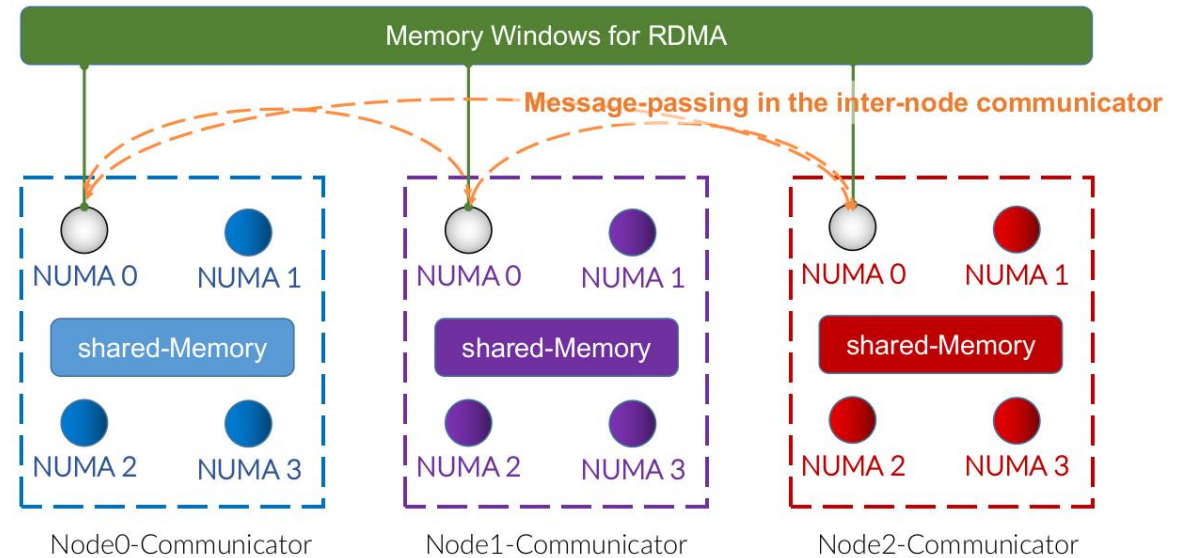 Memory Windows for RDMA
Message-passing in the inter-node communicator
NUMA 0
NUMA 1
shared-Memory
NUMA 2
NUMA 3
Node0-Communicator
NUMA 0
NUMA 1
shared-Memory
NUMA 2
NUMA 3
Node1-Communicator
NUMA 0
NUMA 1
shared-Memory
NUMA 2
NUMA 3
Node2-Communicator